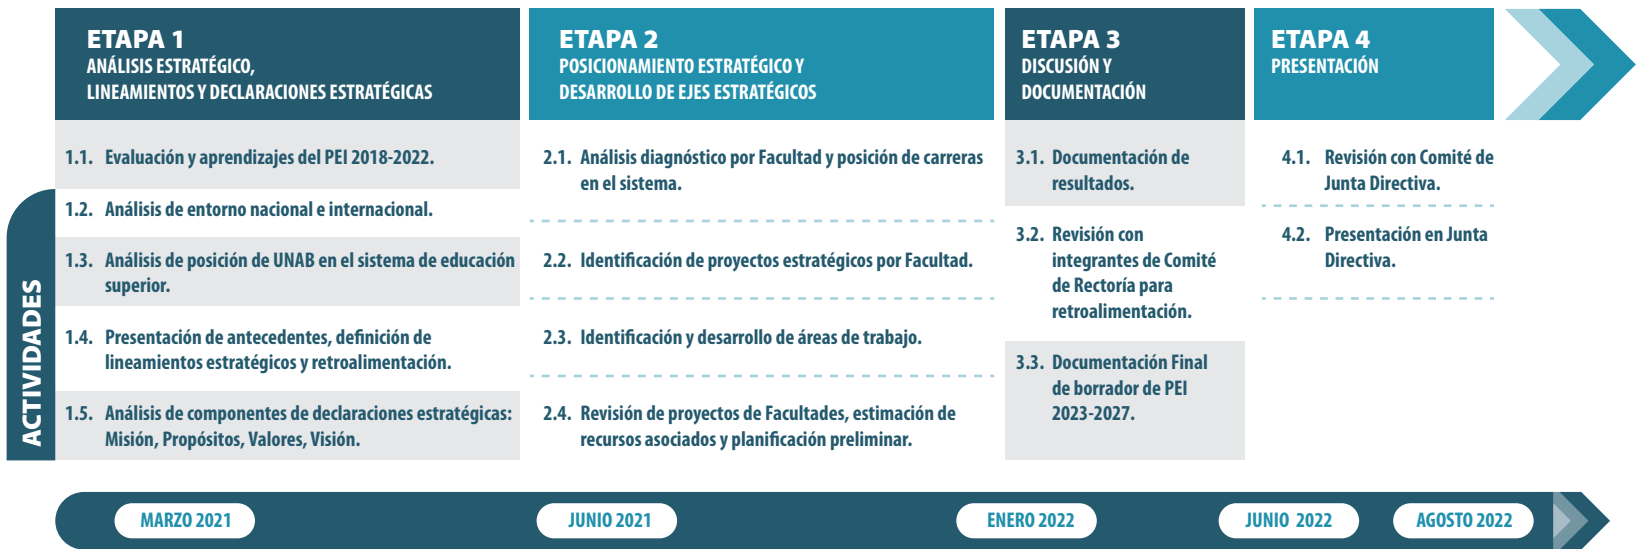 ETAPA 1
ANÁLISIS ESTRATÉGICO,
LINEAMIENTOS Y DECLARACIONES ESTRATÉGICAS
ETAPA 2
POSICIONAMIENTO ESTRATÉGICO Y
DESARROLLO DE EJES ESTRATÉGICOS
ETAPA 3
DISCUSIÓN Y
DOCUMENTACIÓN
ETAPA 4
PRESENTACIÓN
ACTIVIDADES
1.1. Evaluación y aprendizajes del PEI 2018-2022.
1.2. Análisis de entorno nacional e internacional.
1.3. Análisis de posición de UNAB en el sistema de educación
superior.
1.4. Presentación de antecedentes, definición de
lineamientos estratégicos y retroalimentación.
1.5. Análisis de componentes de declaraciones estratégicas:
Misión, Propósitos, Valores, Visión.
2.1. Análisis diagnóstico por Facultad y posición de carreras
en el sistema.
2.2. Identificación de proyectos estratégicos por Facultad.
2.3. Identificación y desarrollo de áreas de trabajo.
2.4. Revisión de proyectos de Facultades, estimación de
recursos asociados y planificación preliminar.
3.1. Documentación de
resultados.
3.2. Revisión con
integrantes de Comité
de Rectoría para
retroalimentación.
3.3. Documentación Final
de borrador de PEI
2023-2027.
4.1. Revisión con Comité de
Junta Directiva.
4.2. Presentación en Junta
Directiva.
MARZO 2021
JUNIO 2021
ENERO 2022
JUNIO 2022
AGOSTO 2022